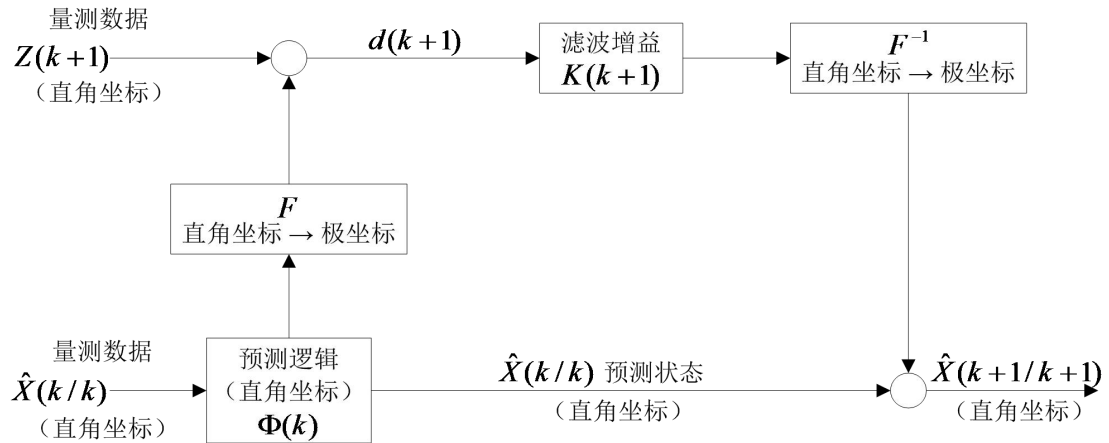 量测数据
Z(k+1)
（直角坐标）
d(k+1)
滤波增益
K(k+1)
F⁻¹
直角坐标 → 极坐标
F
直角坐标 → 极坐标
量测数据
X̂(k/k)
（直角坐标）
预测逻辑
（直角坐标）
Φ(k)
X̂(k/k) 预测状态
（直角坐标）
X̂(k+1/k+1)
（直角坐标）